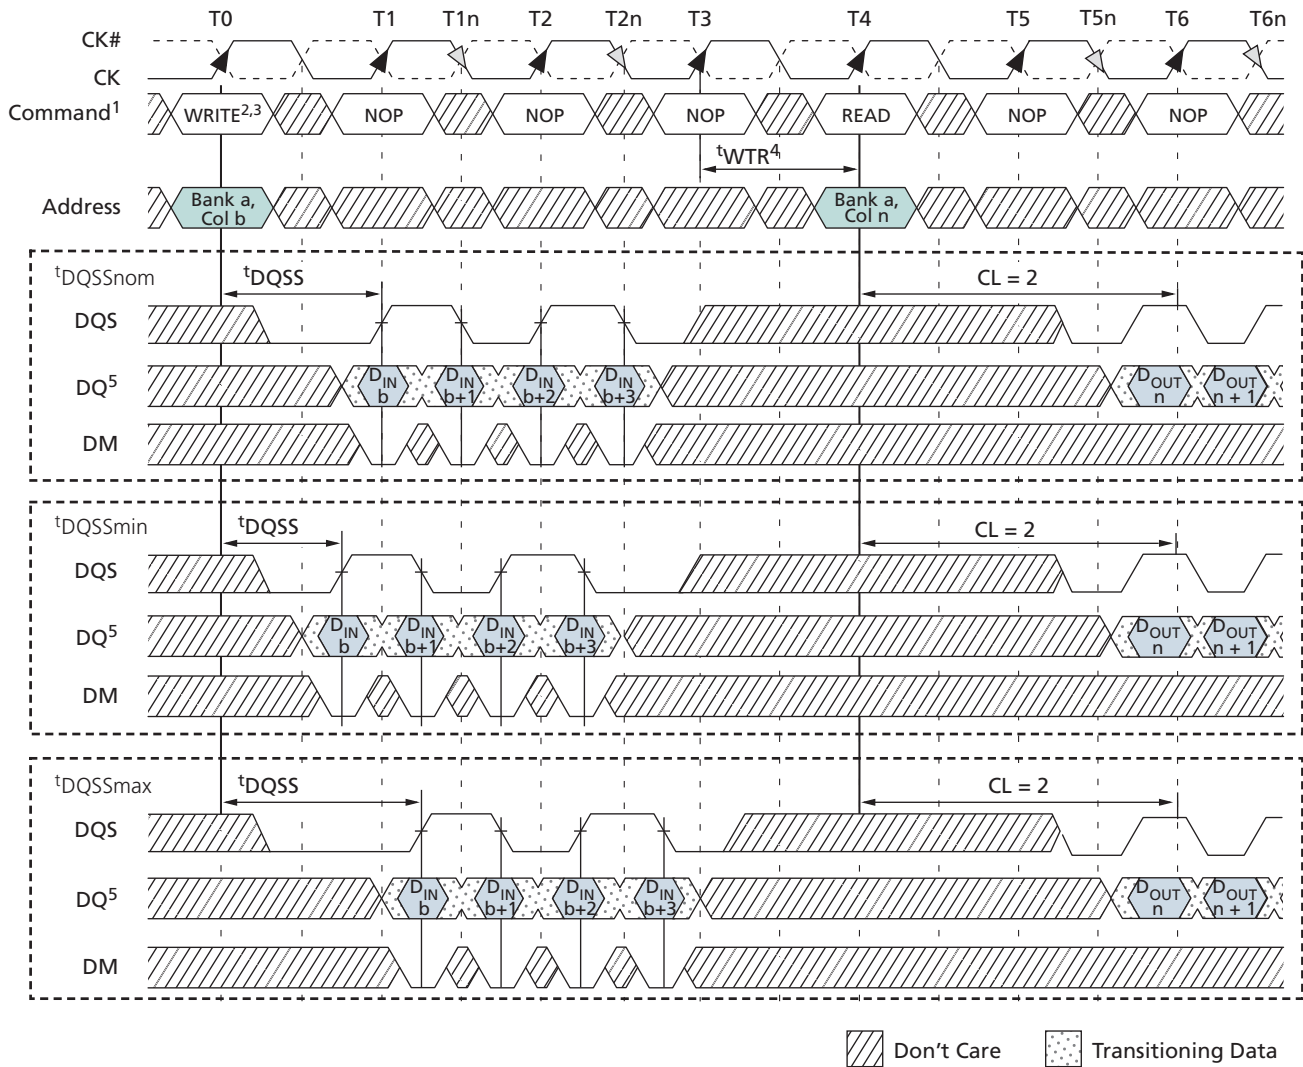 T0 T1 T1n T2 T2n T3 T4 T5 T5n T6 T6n
CK#
CK
Command1 WRITE2,3 NOP NOP NOP READ NOP NOP
tWTR4
Address Bank a, Col b Bank a, Col n
tDQSSnom tDQSS CL = 2
DQS
DQ5 DIN b DIN b+1 DIN b+2 DIN b+3 DOUT n DOUT n + 1
DM
tDQSSmin tDQSS CL = 2
DQS
DQ5 DIN b DIN b+1 DIN b+2 DIN b+3 DOUT n DOUT n + 1
DM
tDQSSmax tDQSS CL = 2
DQS
DQ5 DIN b DIN b+1 DIN b+2 DIN b+3 DOUT n DOUT n + 1
DM
Don't Care Transitioning Data